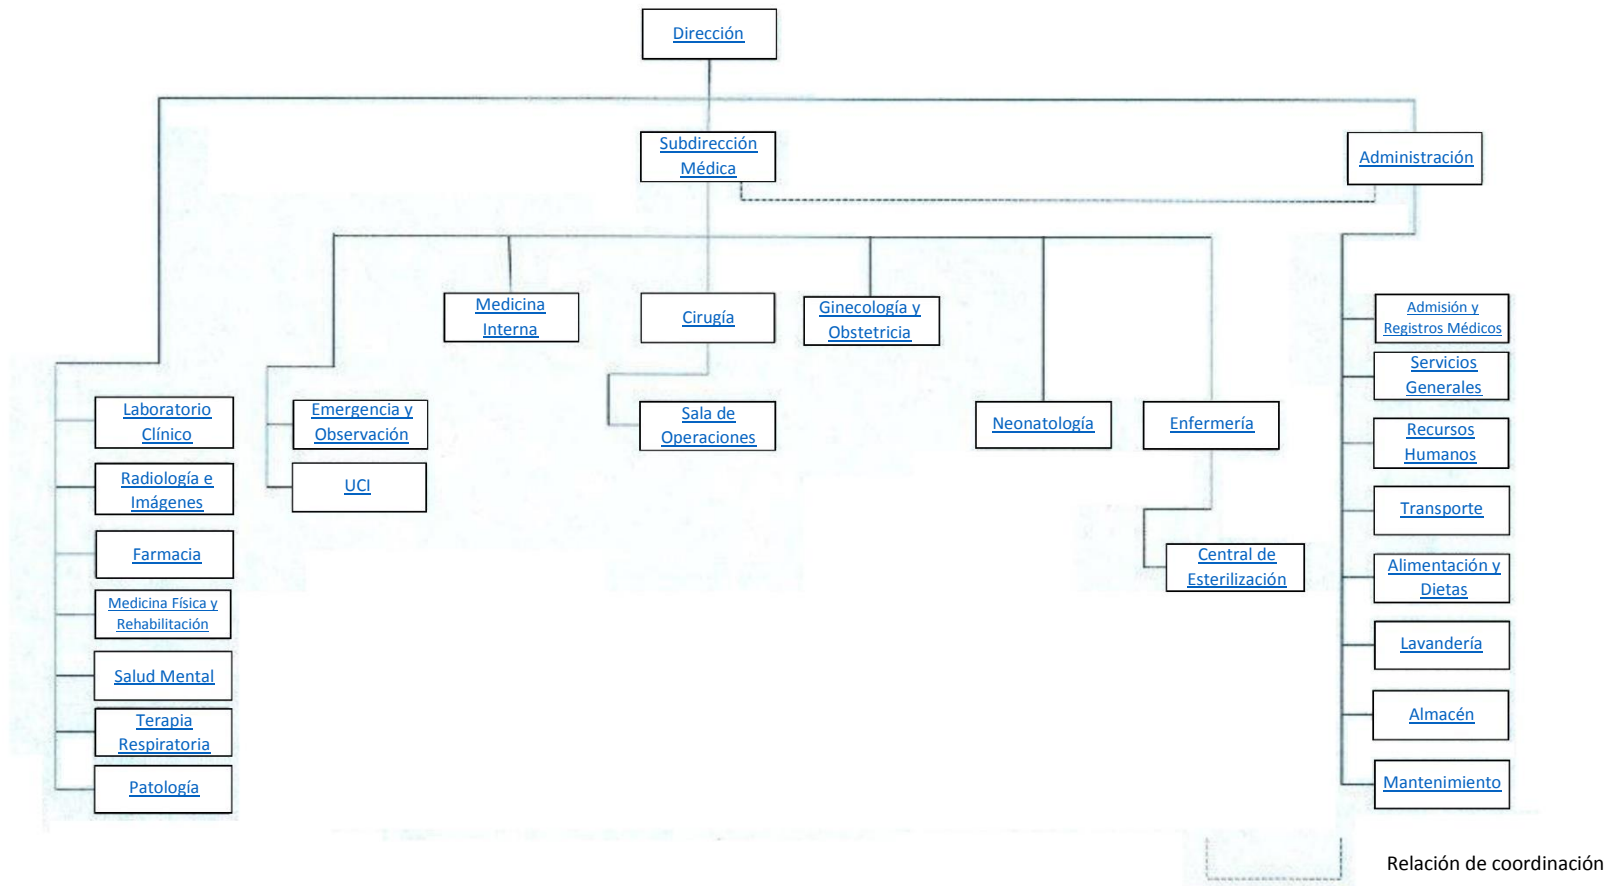 Dirección
Subdirección
Médica
Administración
Medicina
Interna
Cirugía
Ginecología y
Obstetricia
Admisión y
Registros Médicos
Servicios
Generales
Laboratorio
Clínico
Emergencia y
Observación
Sala de
Operaciones
Neonatología
Enfermería
Recursos
Humanos
Radiología e
Imágenes
UCI
Transporte
Farmacia
Central de
Esterilización
Alimentación y
Dietas
Medicina Física y
Rehabilitación
Lavandería
Salud Mental
Terapia
Respiratoria
Almacén
Patología
Mantenimiento
Relación de coordinación